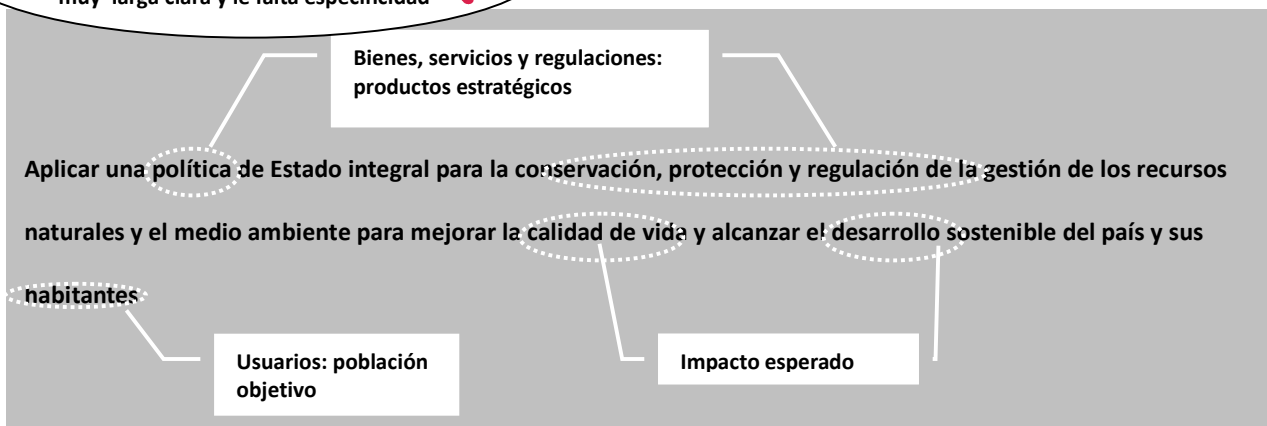 muy larga clara y le falta especificidad
Bienes, servicios y regulaciones:
productos estratégicos
Aplicar una política de Estado integral para la conservación, protección y regulación de la gestión de los recursos
naturales y el medio ambiente para mejorar la calidad de vida y alcanzar el desarrollo sostenible del país y sus
habitantes
Usuarios: población
objetivo
Impacto esperado